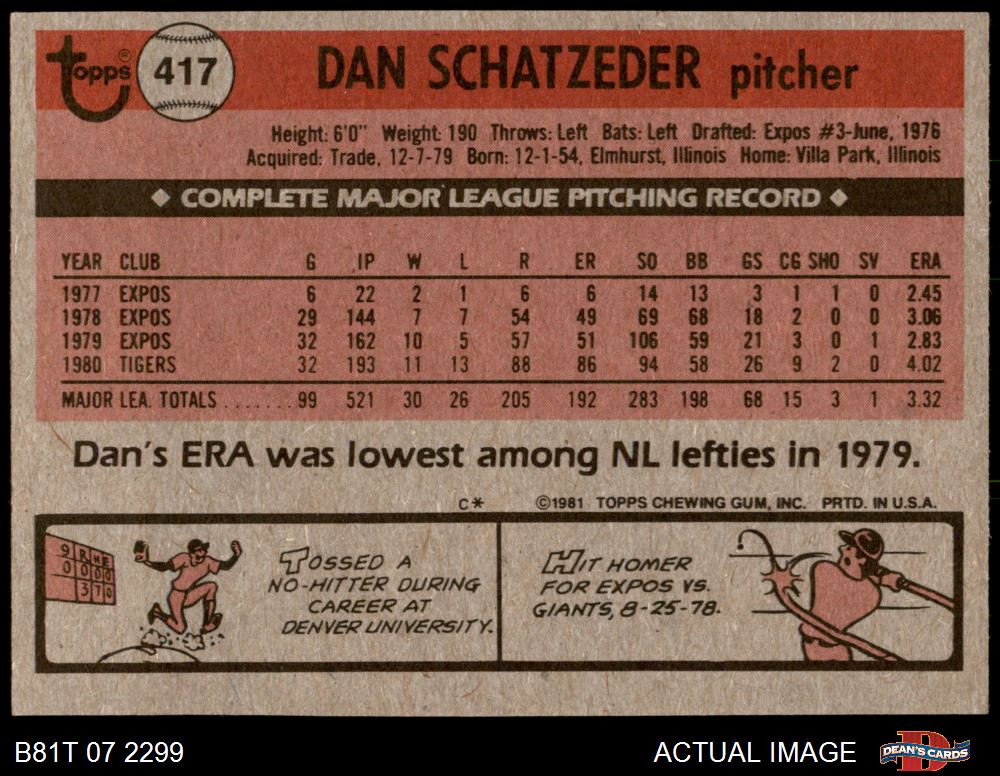 Topps® 417 DAN SCHATZEDER pitcher
Height: 6'0" Weight: 190 Throws: Left Bats: Left Drafted: Expos #3-June, 1976
Acquired: Trade, 12-7-79 Born: 12-1-54, Elmhurst, Illinois Home: Villa Park, Illinois
◆ COMPLETE MAJOR LEAGUE PITCHING RECORD ◆
YEAR CLUB G IP W L R ER SO BB GS CG SHO SV ERA
1977 EXPOS 6 22 2 1 6 6 14 13 3 1 1 0 2.45
1978 EXPOS 29 144 7 7 54 49 69 68 18 2 0 0 3.06
1979 EXPOS 32 162 10 5 57 51 106 59 21 3 0 1 2.83
1980 TIGERS 32 193 11 13 88 86 94 58 26 9 2 0 4.02
MAJOR LEA. TOTALS ....... 99 521 30 26 205 192 283 198 68 15 3 1 3.32
Dan's ERA was lowest among NL lefties in 1979.
C* ©1981 TOPPS CHEWING GUM, INC. PRTD. IN U.S.A.
9 R H E
0 0 0 0
3 7 0
TOSSED A
NO-HITTER DURING
CAREER AT
DENVER UNIVERSITY.
HIT HOMER
FOR EXPOS VS.
GIANTS, 8-25-78.
B81T 07 2299 ACTUAL IMAGE DEAN'S CARDS